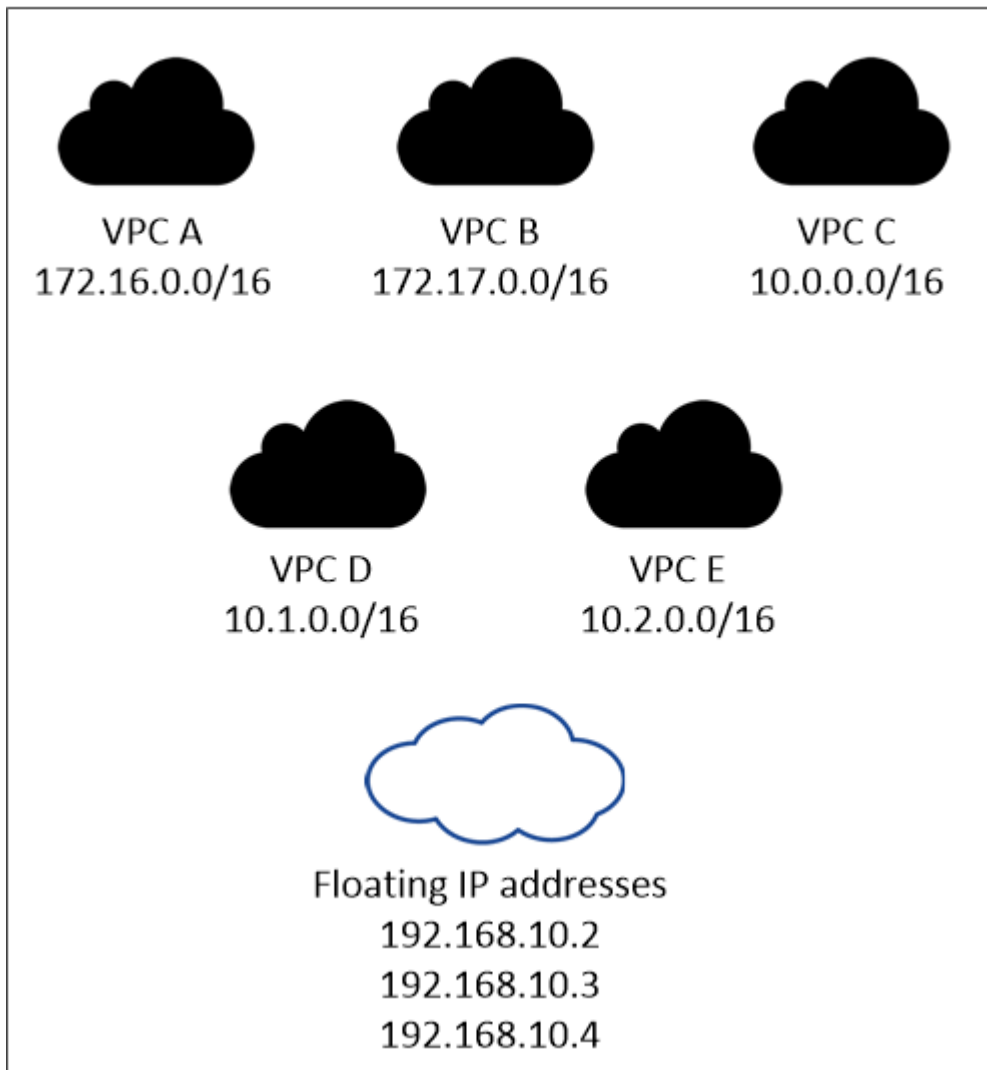 VPC A
172.16.0.0/16
VPC B
172.17.0.0/16
VPC C
10.0.0.0/16
VPC D
10.1.0.0/16
VPC E
10.2.0.0/16
Floating IP addresses
192.168.10.2
192.168.10.3
192.168.10.4